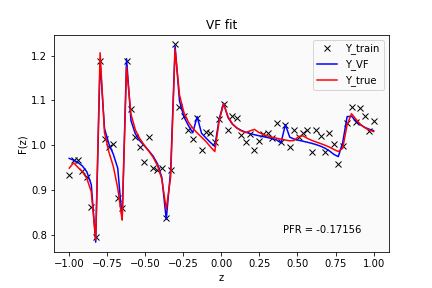 VF fit
Y_train
Y_VF
Y_true
F(z)
1.2
1.1
1.0
0.9
0.8
PFR = -0.17156
−1.00 −0.75 −0.50 −0.25 0.00 0.25 0.50 0.75 1.00
z